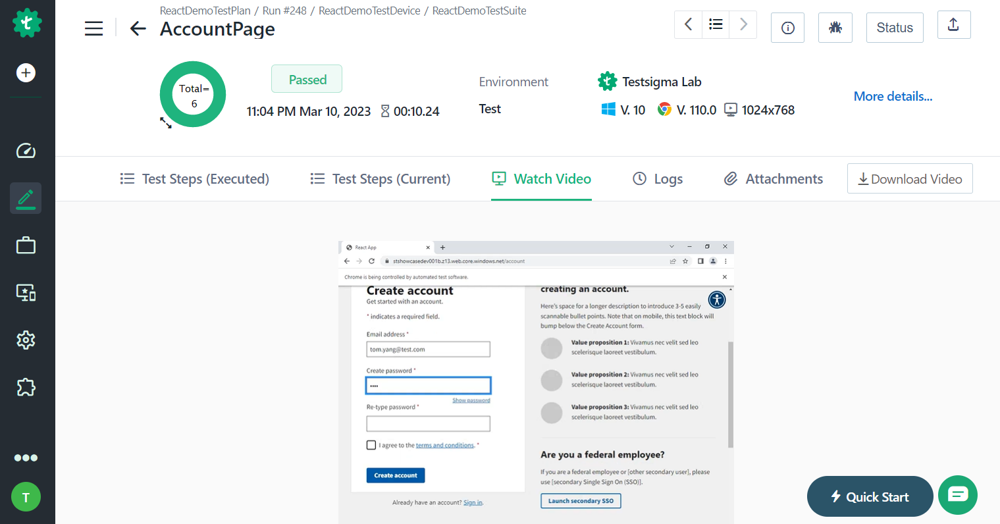 ReactDemoTestPlan / Run #248 / ReactDemoTestDevice / ReactDemoTestSuite
AccountPage
Status
Total=
6
Passed
11:04 PM Mar 10, 2023 00:10.24
Environment
Test
Testsigma Lab
V. 10 V. 110.0 1024x768
More details...
Test Steps (Executed)
Test Steps (Current)
Watch Video
Logs
Attachments
Download Video
React App
stshowcasedev001b.z13.web.core.windows.net/account
Chrome is being controlled by automated test software.
Create account
Get started with an account.
* indicates a required field.
Email address *
tom.yang@test.com
Create password *
••••
Show password
Re-type password *
I agree to the terms and conditions. *
Create account
Already have an account? Sign in.
creating an account.
Here's space for a longer description to introduce 3-5 easily
scannable bullet points. Note that on mobile, this text block will
bump below the Create Account form.
Value proposition 1: Vivamus nec velit sed leo
scelerisque laoreet vestibulum.
Value proposition 2: Vivamus nec velit sed leo
scelerisque laoreet vestibulum.
Value proposition 3: Vivamus nec velit sed leo
scelerisque laoreet vestibulum.
Are you a federal employee?
If you are a federal employee or [other secondary user], please
use [secondary Single Sign On (SSO)].
Launch secondary SSO
Quick Start
T